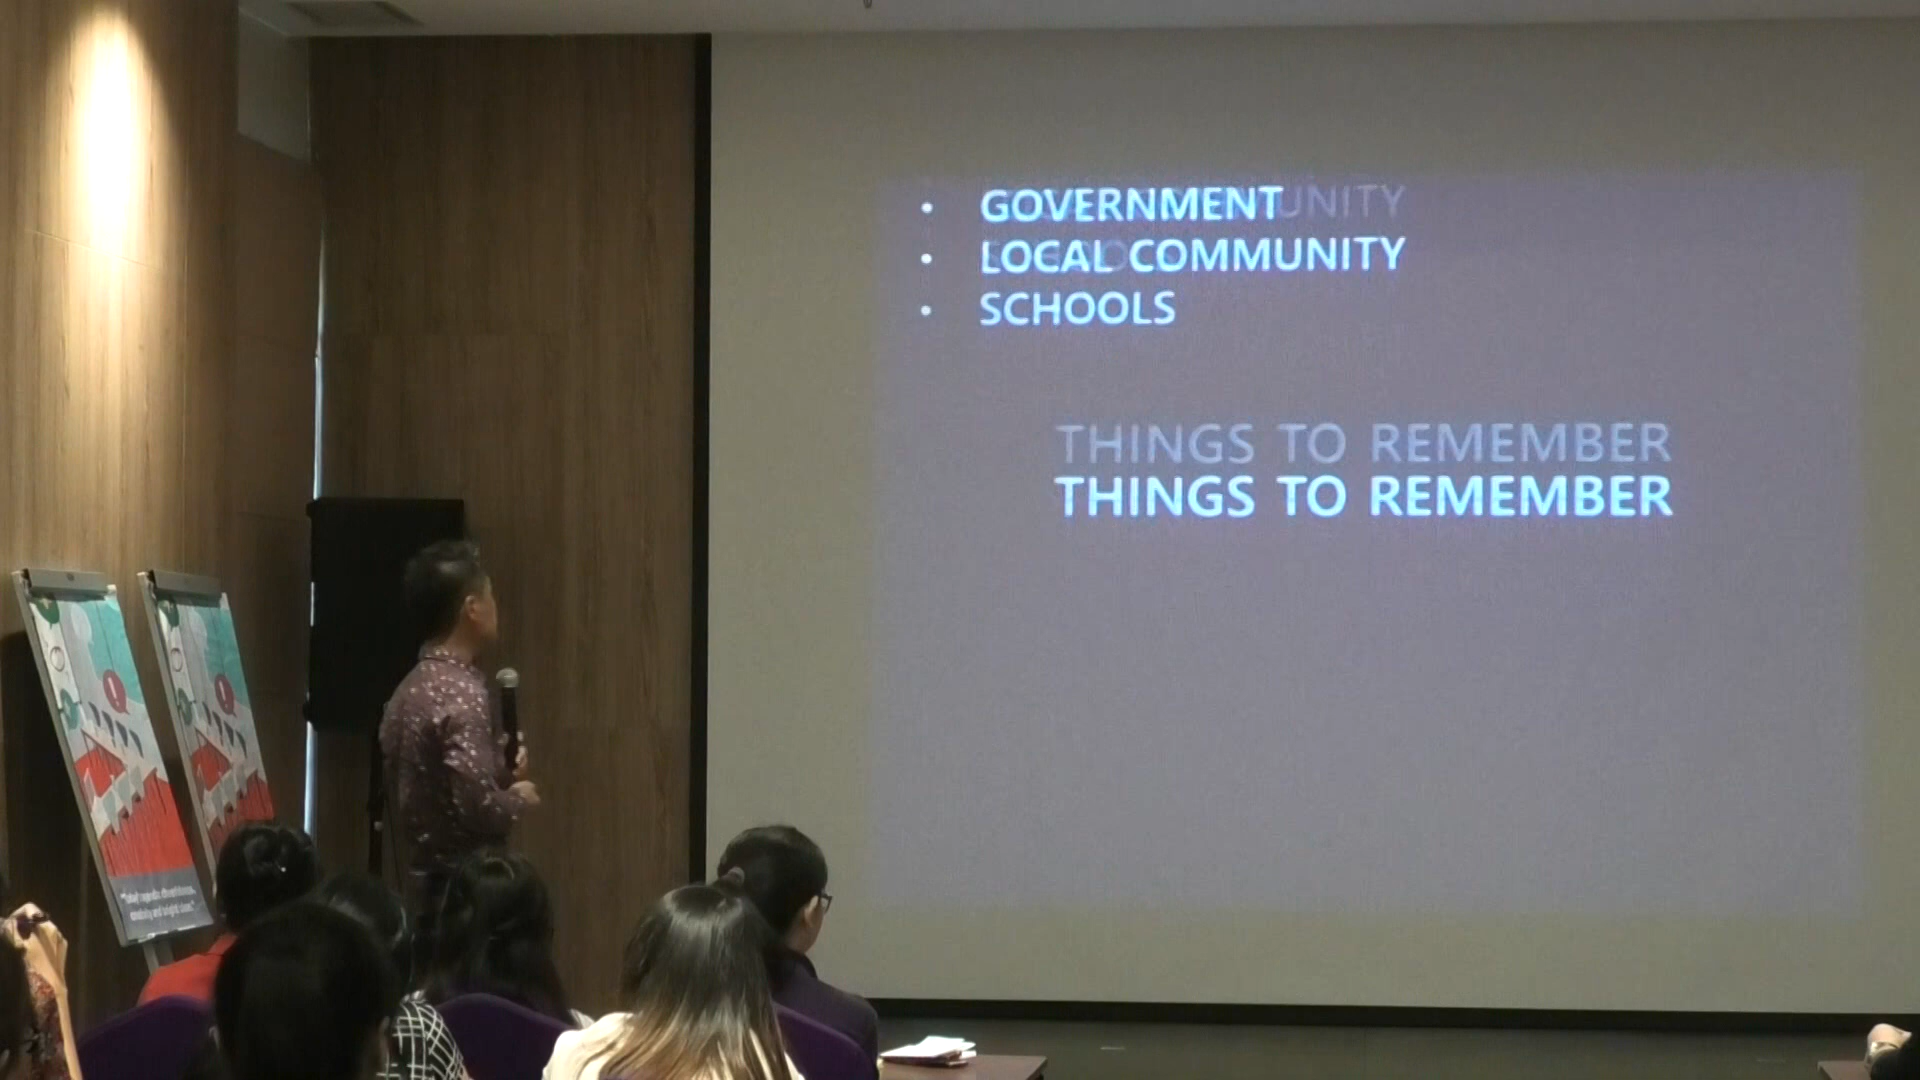 • GOVERNMENT
• LOCAL COMMUNITY
• SCHOOLS
THINGS TO REMEMBER
THINGS TO REMEMBER